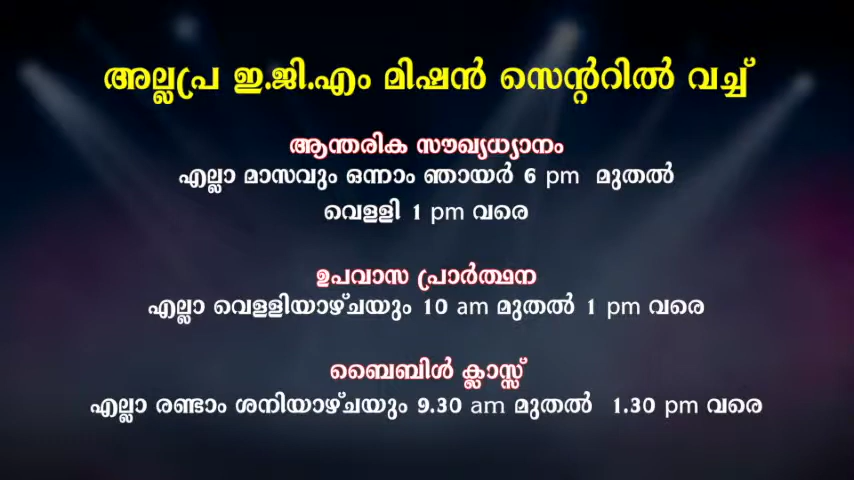 അല്ലപ്ര ഇ.ജി.എം മിഷൻ സെന്ററിൽ വച്ച്
ആന്തരിക സൗഖ്യധ്യാനം
എല്ലാ മാസവും ഒന്നാം ഞായർ 6 pm മുതൽ
വെള്ളി 1 pm വരെ
ഉപവാസ പ്രാർത്ഥന
എല്ലാ വെള്ളിയാഴ്ചയും 10 am മുതൽ 1 pm വരെ
ബൈബിൾ ക്ലാസ്സ്
എല്ലാ രണ്ടാം ശനിയാഴ്ചയും 9.30 am മുതൽ 1.30 pm വരെ